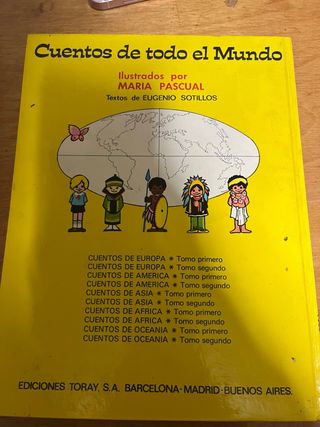 Cuentos de todo el Mundo
Ilustrados por
MARIA PASCUAL
Textos de EUGENIO SOTILLOS
CUENTOS DE EUROPA * Tomo primero
CUENTOS DE EUROPA * Tomo segundo
CUENTOS DE AMERICA * Tomo primero
CUENTOS DE AMERICA * Tomo segundo
CUENTOS DE ASIA * Tomo primero
CUENTOS DE ASIA * Tomo segundo
CUENTOS DE AFRICA * Tomo primero
CUENTOS DE AFRICA * Tomo segundo
CUENTOS DE OCEANIA * Tomo primero
CUENTOS DE OCEANIA * Tomo segundo
EDICIONES TORAY, S.A. BARCELONA-MADRID-BUENOS AIRES.